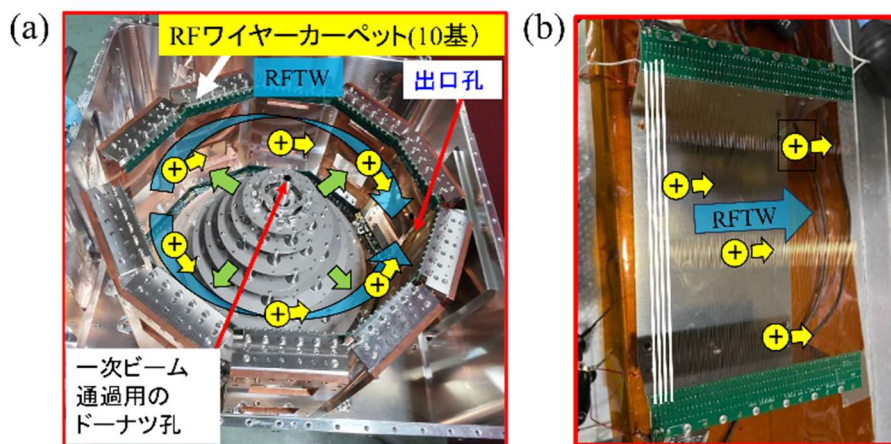 (a)
RFワイヤーカーペット(10基)
RFTW
出口孔
+
+
+
+
+
+
一次ビーム
通過用の
ドーナツ孔
(b)
+
+
RFTW
+
+